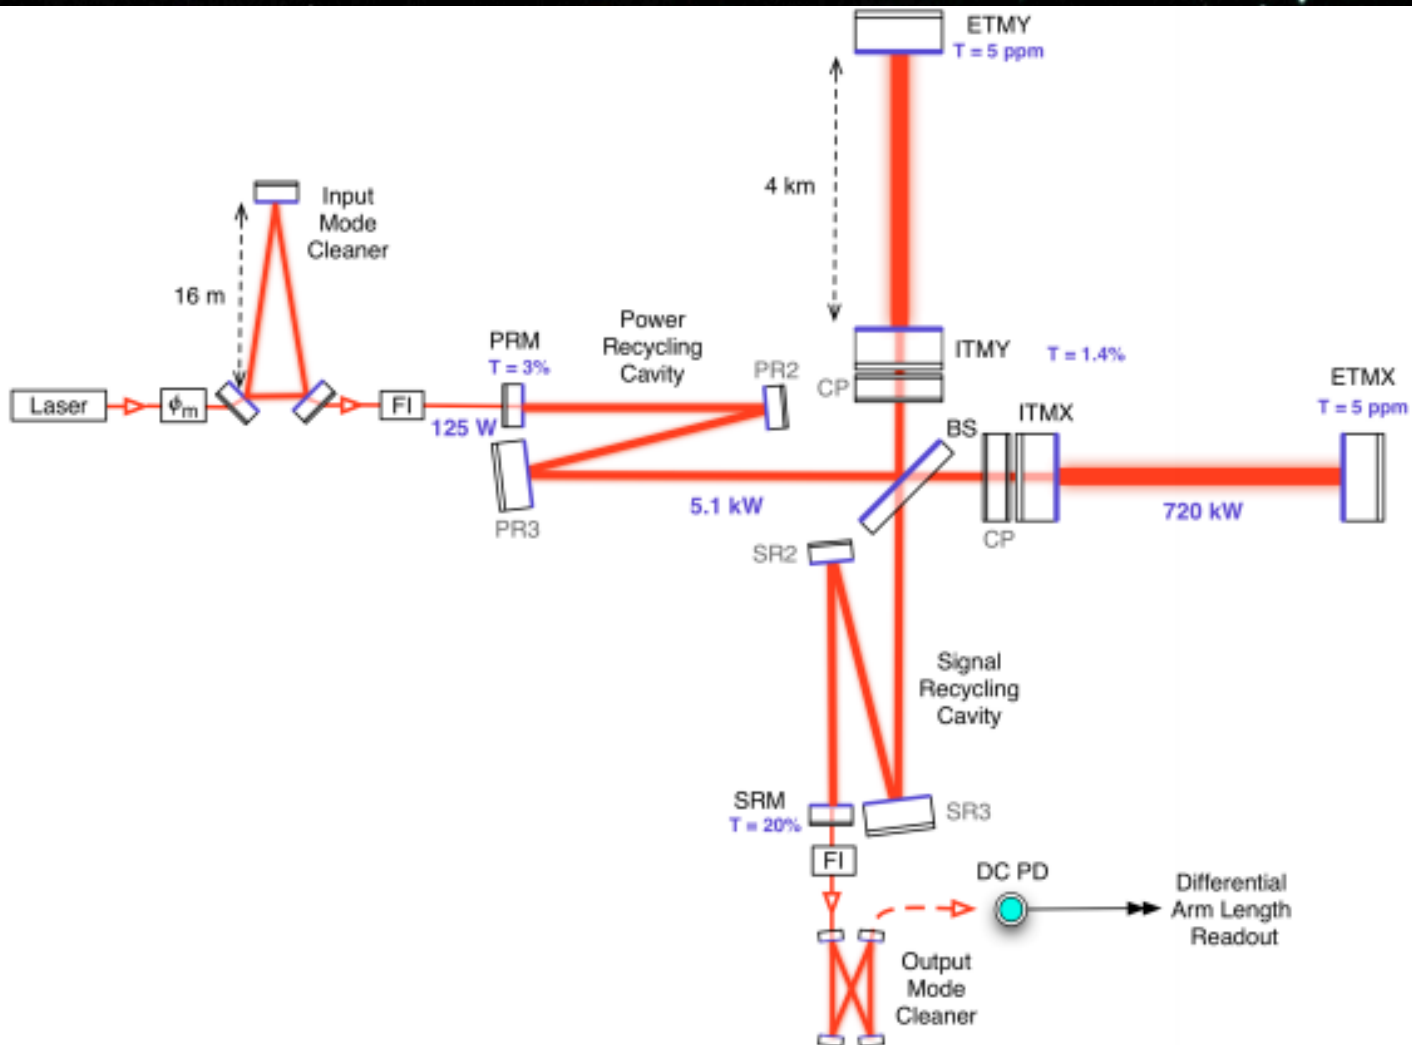 ETMY
T = 5 ppm
4 km
Input
Mode
Cleaner
16 m
Laser
ϕm
FI
PRM
T = 3%
125 W
Power
Recycling
Cavity
PR2
PR3
5.1 kW
ITMY
T = 1.4%
CP
BS
ITMX
CP
ETMX
T = 5 ppm
720 kW
SR2
Signal
Recycling
Cavity
SRM
T = 20%
SR3
FI
DC PD
Differential
Arm Length
Readout
Output
Mode
Cleaner